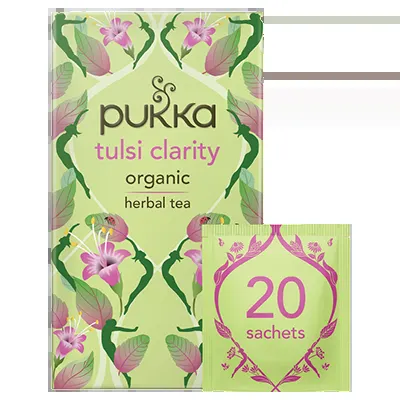 pukka
tulsi clarity
organic
herbal tea
20
sachets